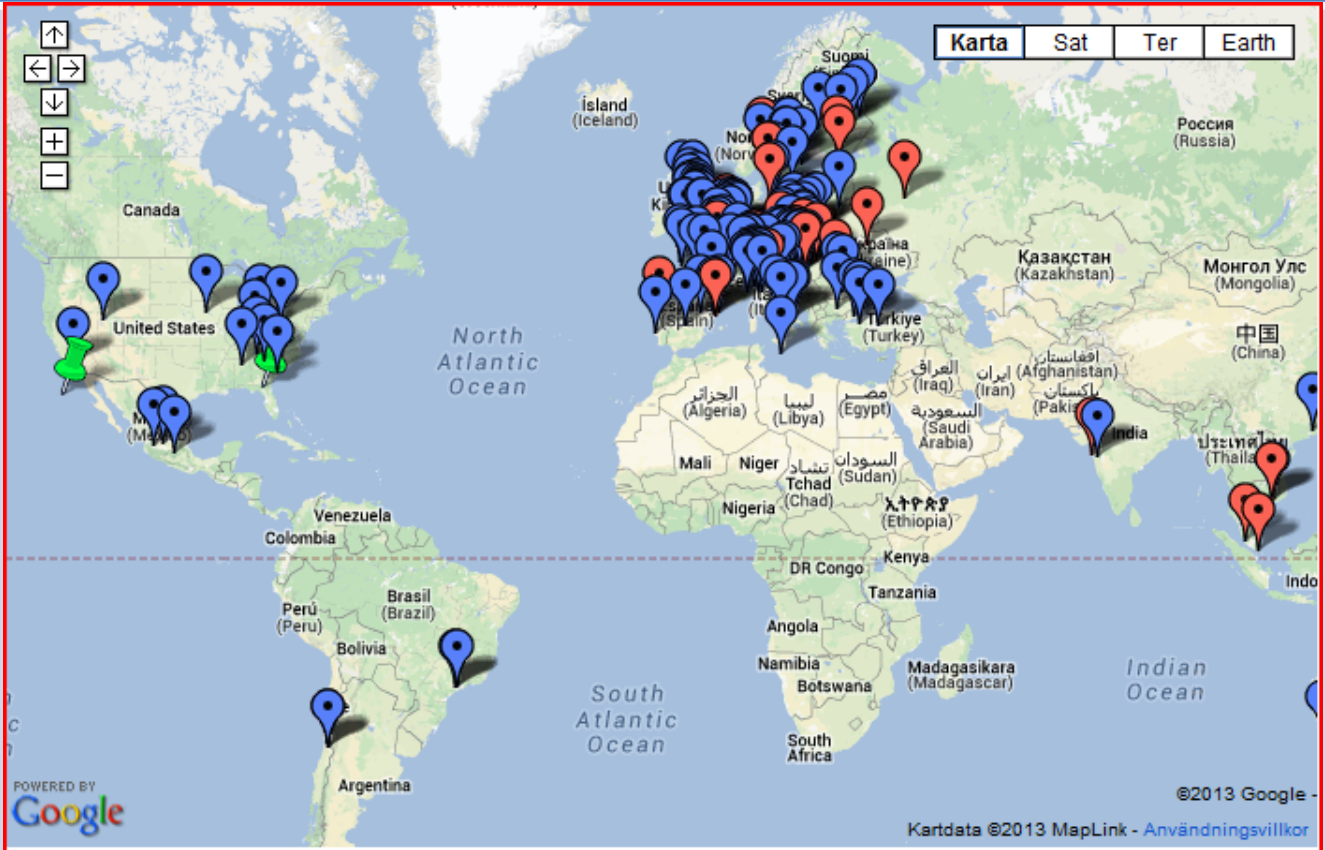 Karta Sat Ter Earth
Suomi
Ísland
(Iceland)
Россия
(Russia)
Canada
Қазақстан
(Kazakhstan)
Монгол Улс
(Mongolia)
United States
North
Atlantic
Ocean
(Spain)
Türkiye
(Turkey)
中国
(China)
افغانستان
(Afghanistan)
ایران
(Iran)
العراق
(Iraq)
پاکستان
الجزائر
(Algeria)
ليبيا
(Libya)
مصر
(Egypt)
السعودية
(Saudi
Arabia)
India
ประเทศไทย
Mali
Niger
تشاد
Tchad
(Chad)
السودان
(Sudan)
Nigeria
ኢትዮጵያ
(Ethiopia)
Venezuela
Colombia
DR Congo
Kenya
Tanzania
Perú
(Peru)
Brasil
(Brazil)
Bolivia
Angola
Namibia
Botswana
Madagasikara
(Madagascar)
Indian
Ocean
South
Atlantic
Ocean
South
Africa
Argentina
POWERED BY
Google
©2013 Google -
Kartdata ©2013 MapLink - Användningsvillkor